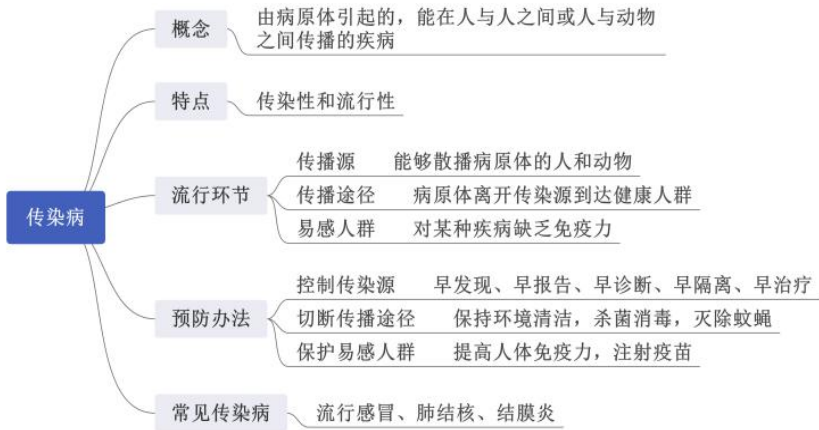 概念
由病原体引起的，能在人与人之间或人与动物
之间传播的疾病
特点
传染性和流行性
传染病
流行环节
传播源 能够散播病原体的人和动物
传播途径 病原体离开传染源到达健康人群
易感人群 对某种疾病缺乏免疫力
预防办法
控制传染源 早发现、早报告、早诊断、早隔离、早治疗
切断传播途径 保持环境清洁，杀菌消毒，灭除蚊蝇
保护易感人群 提高人体免疫力，注射疫苗
常见传染病
流行感冒、肺结核、结膜炎